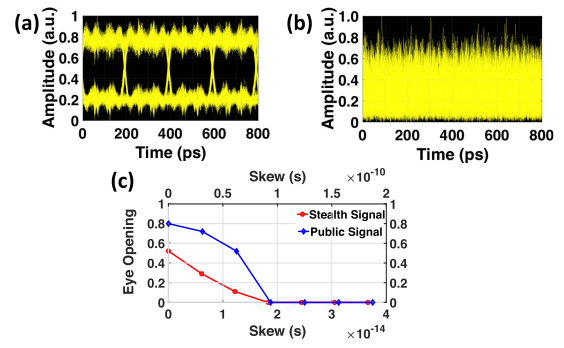 (a)
Amplitude (a.u.)
1
0.8
0.6
0.4
0.2
0
0 200 400 600 800
Time (ps)
(b)
Amplitude (a.u.)
1.0
0.8
0.6
0.4
0.2
0
0 200 400 600 800
Time (ps)
(c)
Skew (s) ×10⁻¹⁰
0 0.5 1 1.5 2
Eye Opening
1 1
0.8 0.8
0.6 0.6
0.4 0.4
0.2 0.2
0 0
Stealth Signal
Public Signal
0 1 2 3 4
Skew (s) ×10⁻¹⁴